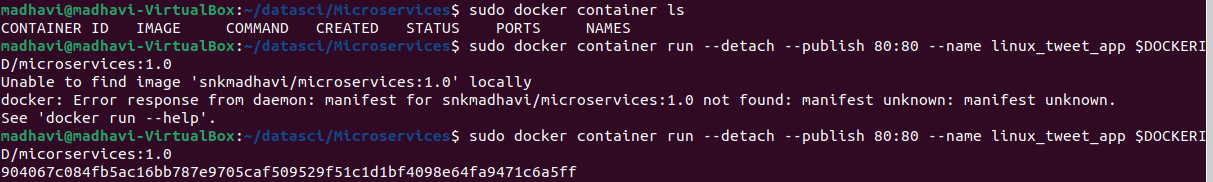 madhavi@madhavi-VirtualBox:~/datasci/Microservices$ sudo docker container ls
CONTAINER ID   IMAGE     COMMAND   CREATED   STATUS    PORTS     NAMES
madhavi@madhavi-VirtualBox:~/datasci/Microservices$ sudo docker container run --detach --publish 80:80 --name linux_tweet_app $DOCKERI
D/microservices:1.0
Unable to find image 'snkmadhavi/microservices:1.0' locally
docker: Error response from daemon: manifest for snkmadhavi/microservices:1.0 not found: manifest unknown: manifest unknown.
See 'docker run --help'.
madhavi@madhavi-VirtualBox:~/datasci/Microservices$ sudo docker container run --detach --publish 80:80 --name linux_tweet_app $DOCKERI
D/micorservices:1.0
904067c084fb5ac16bb787e9705caf509529f51c1d1bf4098e64fa9471c6a5ff